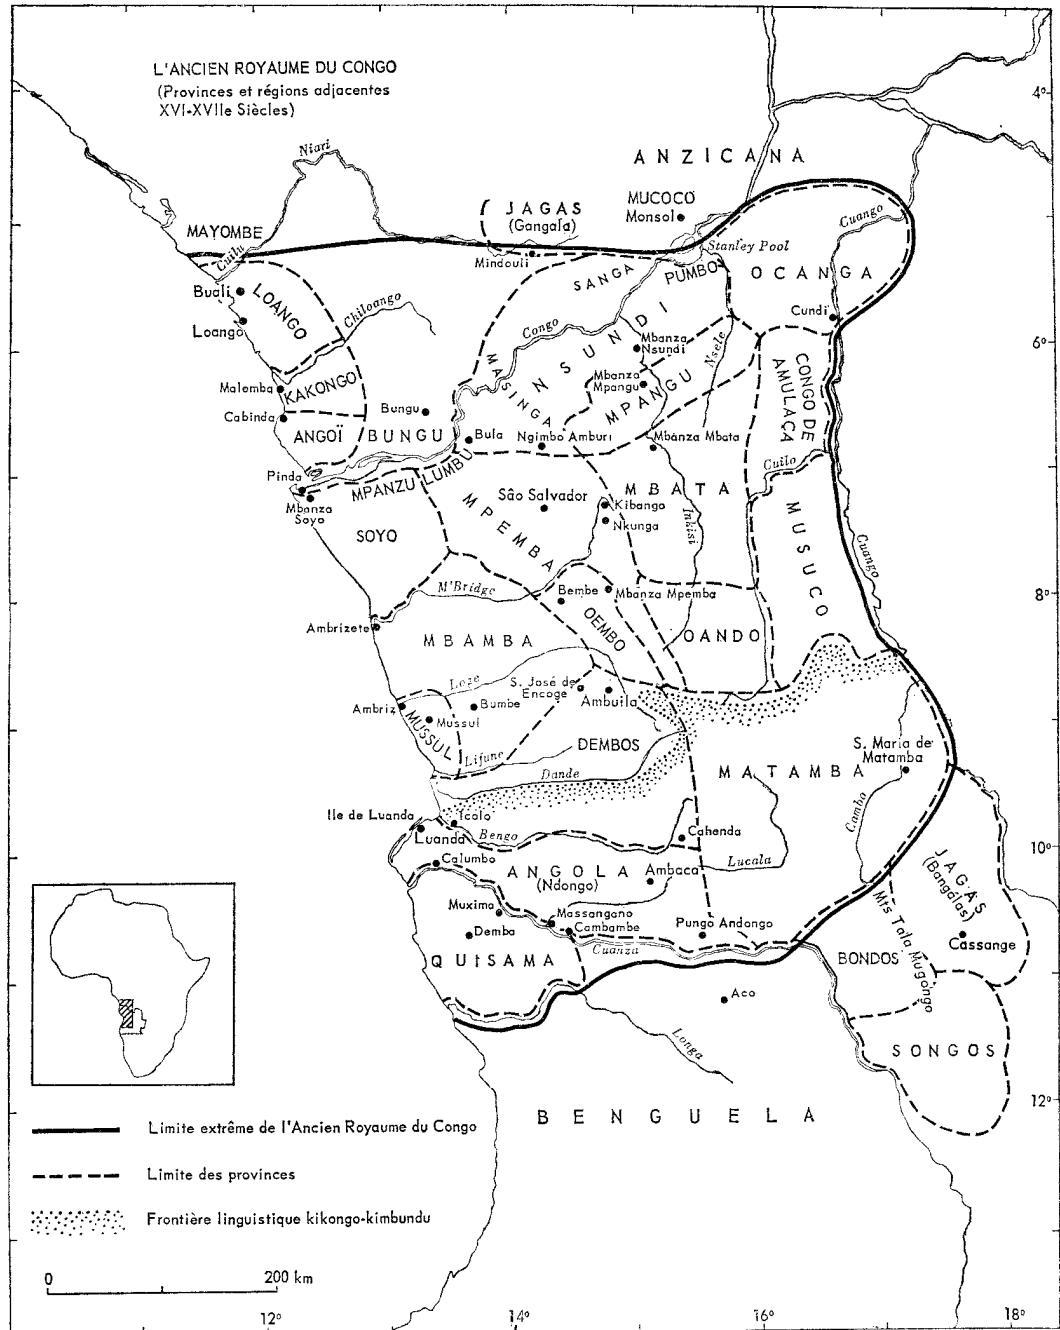 L'ANCIEN ROYAUME DU CONGO
(Provinces et régions adjacentes
XVI-XVIIe Siècles)
4°
Niari
ANZICANA
MUCOCO
Monsol
JAGAS
(Gangala)
MAYOMBE
Cuilu
Mindouli
Stanley Pool
Cuango
SANGA
PUMBO
OCANGA
Buali
LOANGO
Loango
Chiloango
Congo
Cundi
6°
NSUNDI
Mbanza
Nsundi
Nsele
MASINGA
Mbanza
Mpangu
MPANGU
CONGO DE
AMULAÇA
Malemba
KAKONGO
Cabinda
ANGOÏ
Bungu
BUNGU
Bula
Ngimbo Amburi
Mbanza Mbata
Cuilo
Pinda
MPANZU LUMBU
Mbanza
Soyo
SOYO
São Salvador
MPEMBA
Kibango
Nkunga
MBATA
Inkisi
MUSUCO
Cuango
M'Bridge
Bembe
Mbanza Mpemba
8°
Ambrizete
MBAMBA
OEMBO
OANDO
Loze
S. José de
Encoge
Ambuila
Ambriz
Bumbe
MUSSUL
Mussul
Lifune
DEMBOS
Dande
MATAMBA
S. Maria de
Matamba
Cambo
Ile de Luanda
Icolo
Luanda
Bengo
Cahenda
10°
Calumbo
ANGOLA
(Ndongo)
Ambaca
Lucala
JAGAS
(Bangálas)
Muxima
Massangano
Cambambe
Demba
Pungo Andongo
Cassange
QUISAMA
Cuanza
BONDOS
Mts Tala Mugongo
Aco
Longa
SONGOS
BENGUELA
12°
Limite extrême de l'Ancien Royaume du Congo
Limite des provinces
Frontière linguistique kikongo-kimbundu
0 200 km
12° 14° 16° 18°